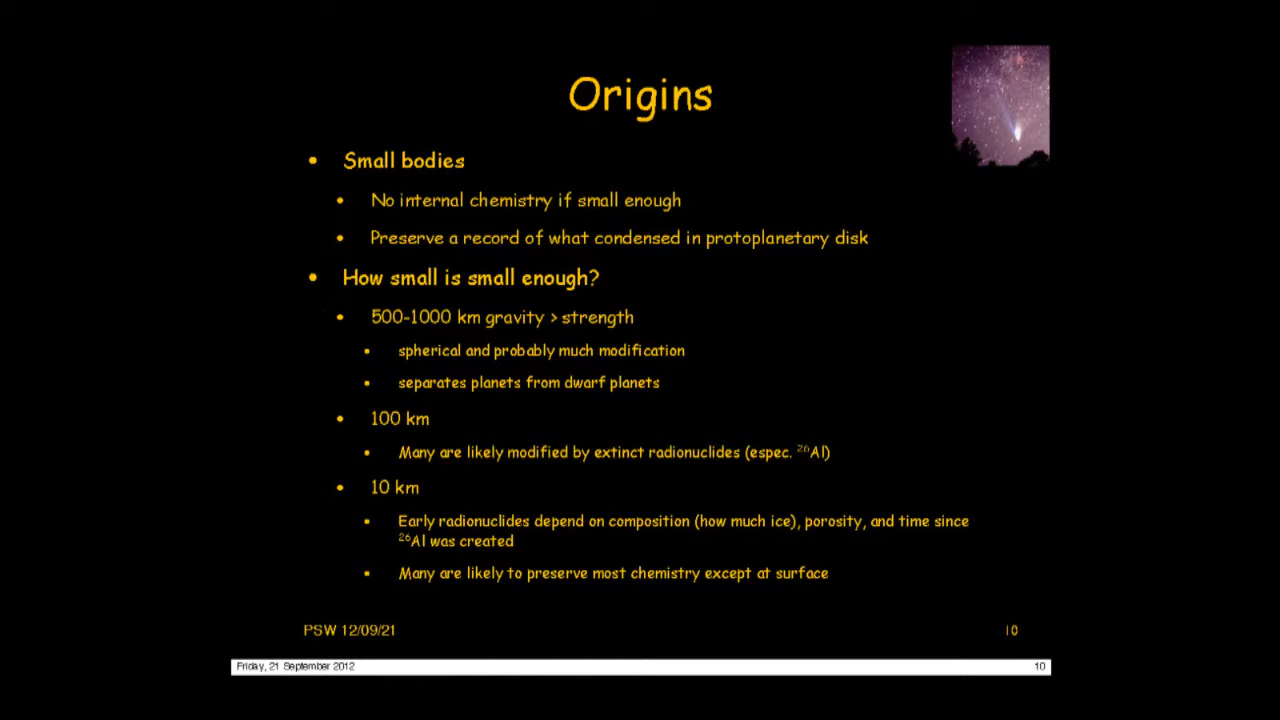 Origins
• Small bodies
• No internal chemistry if small enough
• Preserve a record of what condensed in protoplanetary disk
• How small is small enough?
• 500-1000 km gravity > strength
• spherical and probably much modification
• separates planets from dwarf planets
• 100 km
• Many are likely modified by extinct radionuclides (espec. ²⁶Al)
• 10 km
• Early radionuclides depend on composition (how much ice), porosity, and time since
²⁶Al was created
• Many are likely to preserve most chemistry except at surface
PSW 12/09/21 10
Friday, 21 September 2012 10